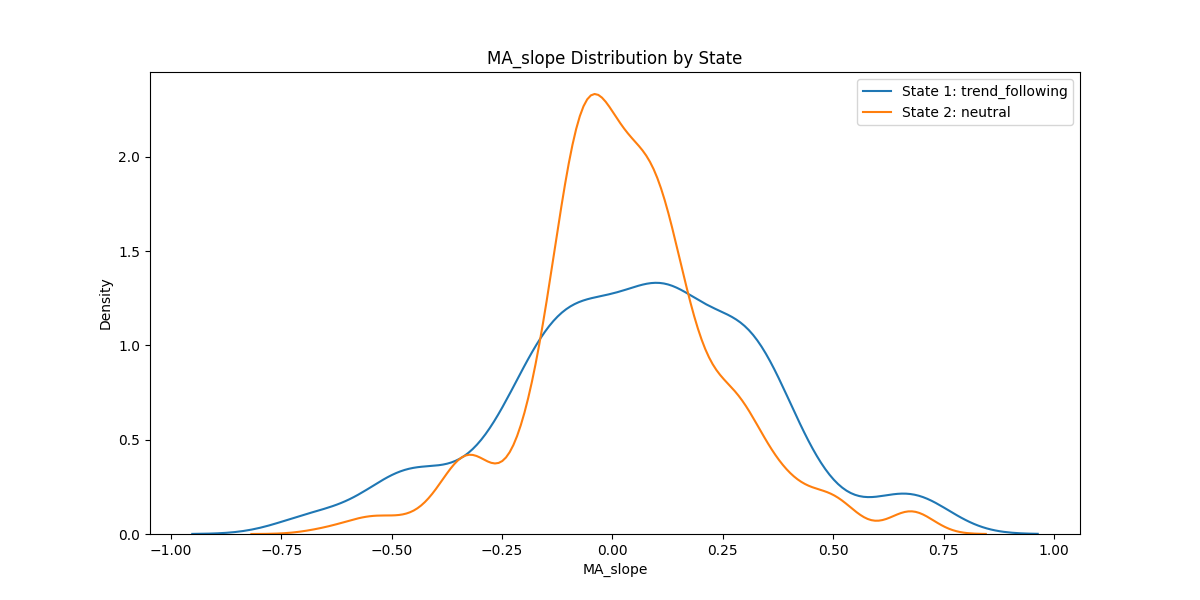 MA_slope Distribution by State
State 1: trend_following
State 2: neutral
Density
2.0
1.5
1.0
0.5
0.0
−1.00 −0.75 −0.50 −0.25 0.00 0.25 0.50 0.75 1.00
MA_slope